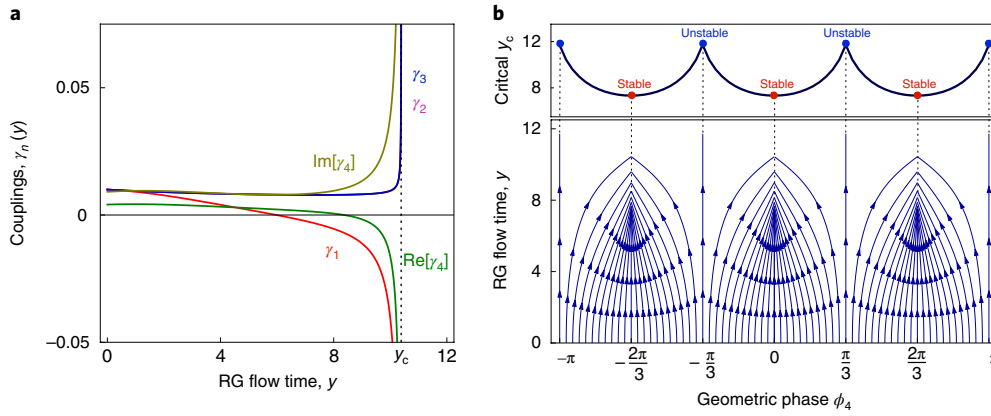 a
Couplings, γn (y)
0.05
0
−0.05
γ3
γ2
Im[γ4]
γ1
Re[γ4]
0
4
8
yc
12
RG flow time, y
b
Critcal yc
12
8
Unstable
Unstable
Stable
Stable
Stable
RG flow time, y
12
8
4
0
−π
−2π/3
−π/3
0
π/3
2π/3
Geometric phase ϕ4